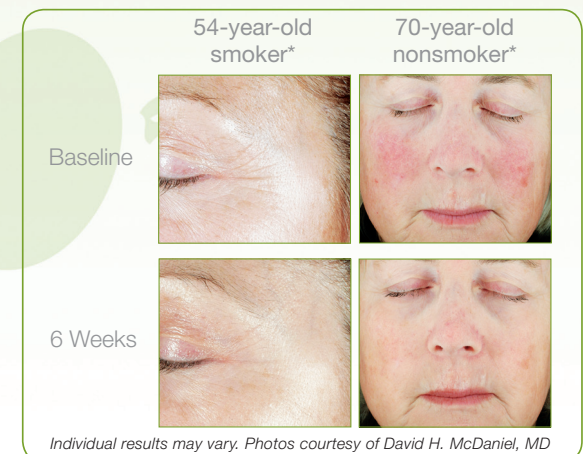 54-year-old
smoker*
70-year-old
nonsmoker*
Baseline
6 Weeks
Individual results may vary. Photos courtesy of David H. McDaniel, MD